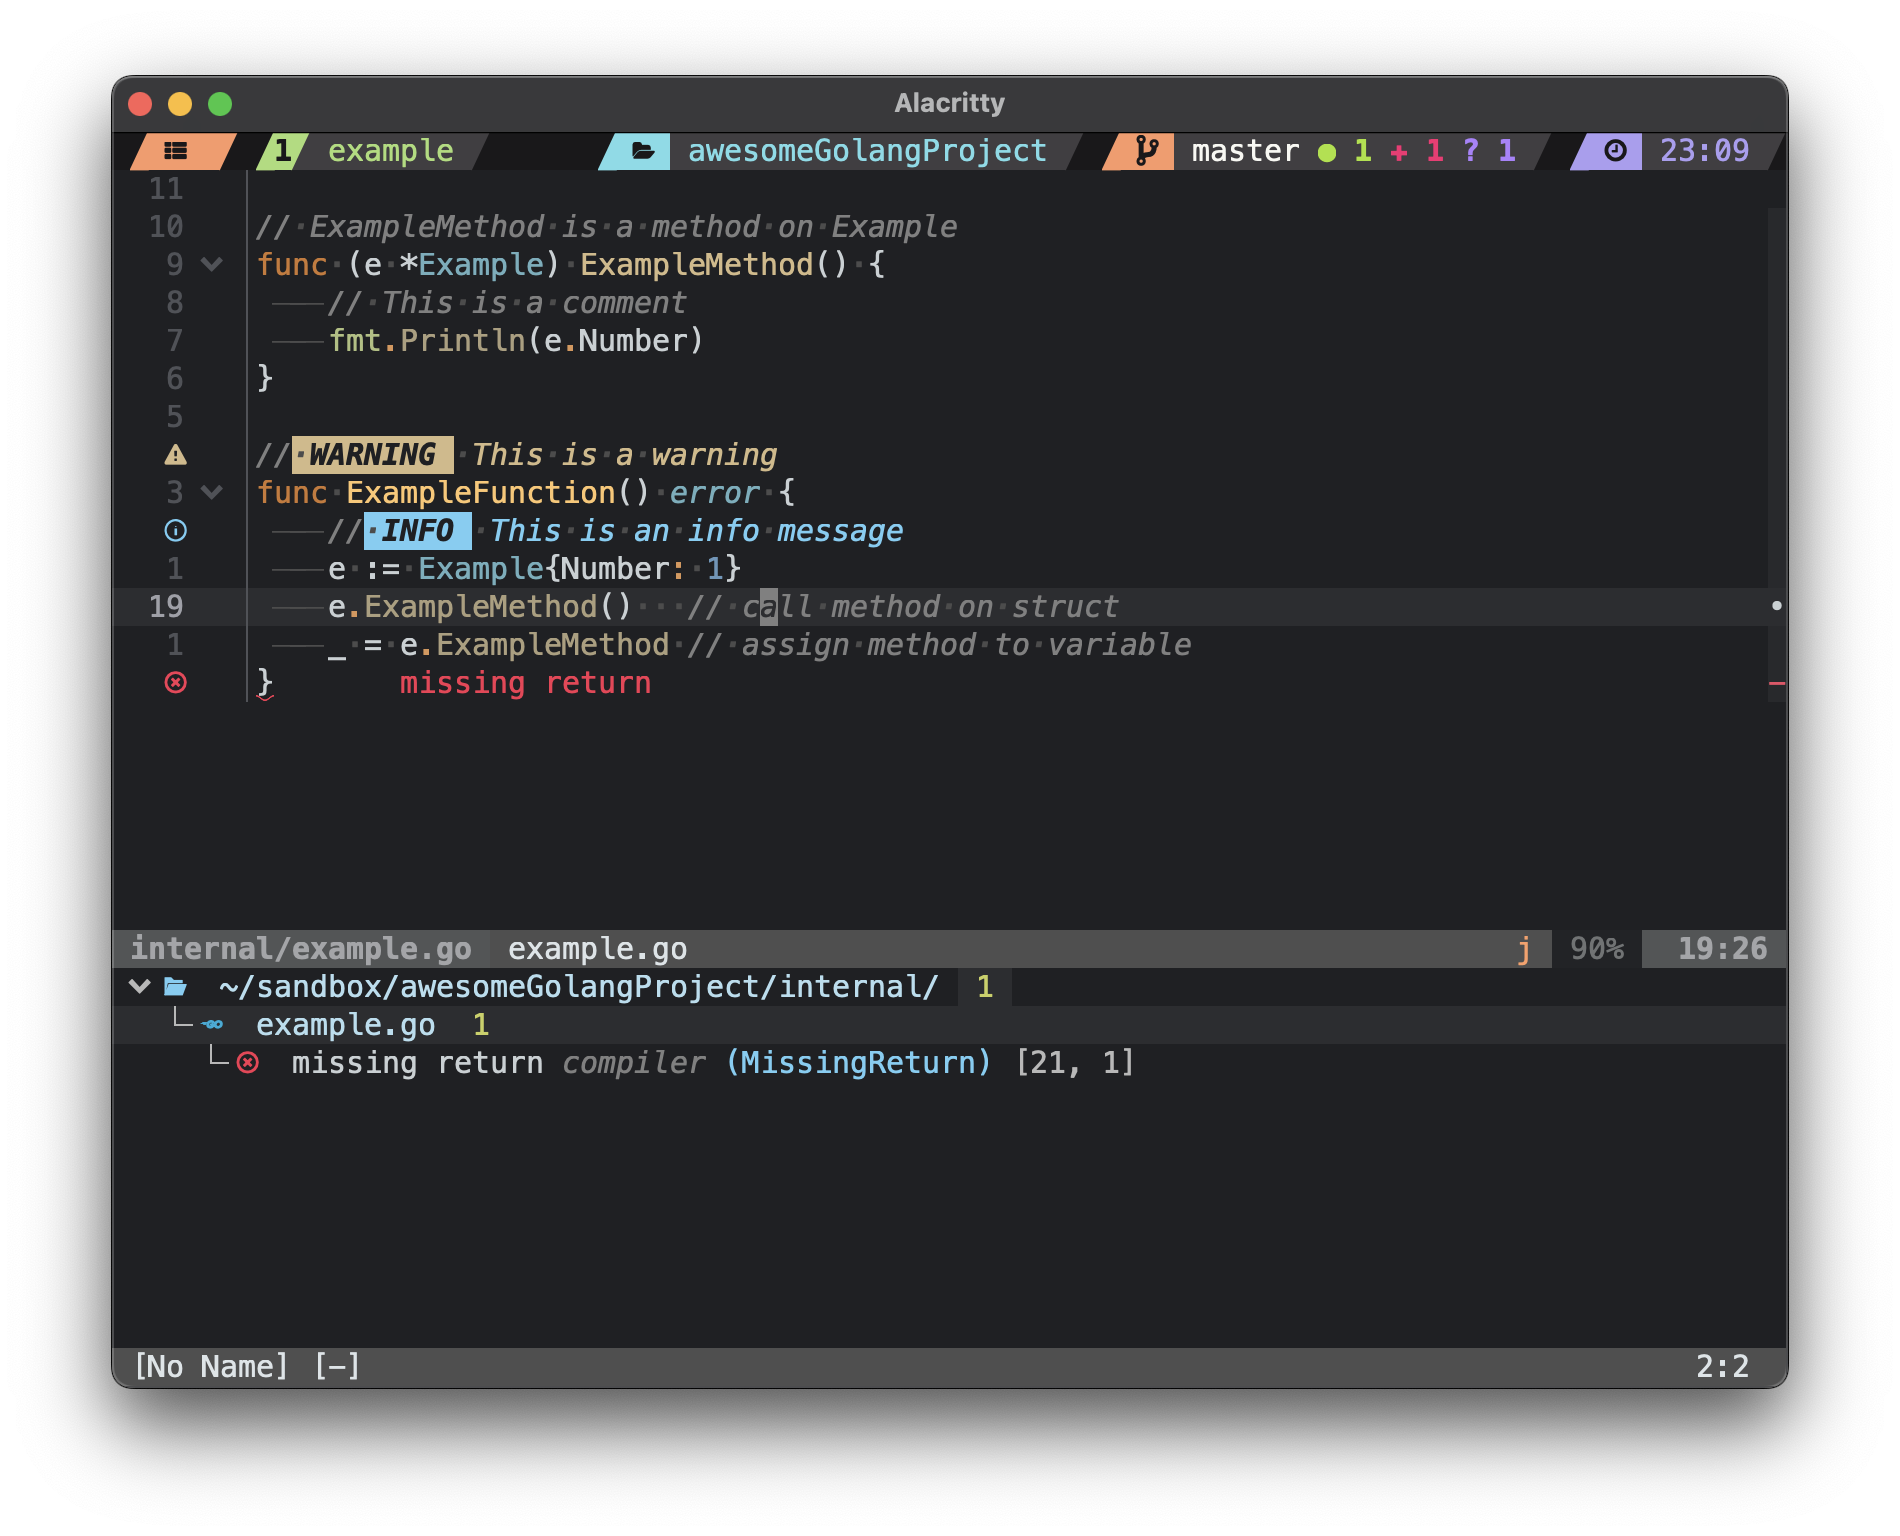 Alacritty
1 example awesomeGolangProject master ● 1 + 1 ? 1 23:09
11
10 //·ExampleMethod·is·a·method·on·Example
9 func·(e·*Example)·ExampleMethod()·{
8 //·This·is·a·comment
7 fmt.Println(e.Number)
6 }
5
//·WARNING ·This·is·a·warning
3 func·ExampleFunction()·error·{
//·INFO ·This·is·an·info·message
1 e·:=·Example{Number:·1}
19 e.ExampleMethod()···//·call·method·on·struct
1 _·=·e.ExampleMethod·//·assign·method·to·variable
} missing return
internal/example.go example.go j 90% 19:26
~/sandbox/awesomeGolangProject/internal/ 1
example.go 1
missing return compiler (MissingReturn) [21, 1]
[No Name] [-] 2:2